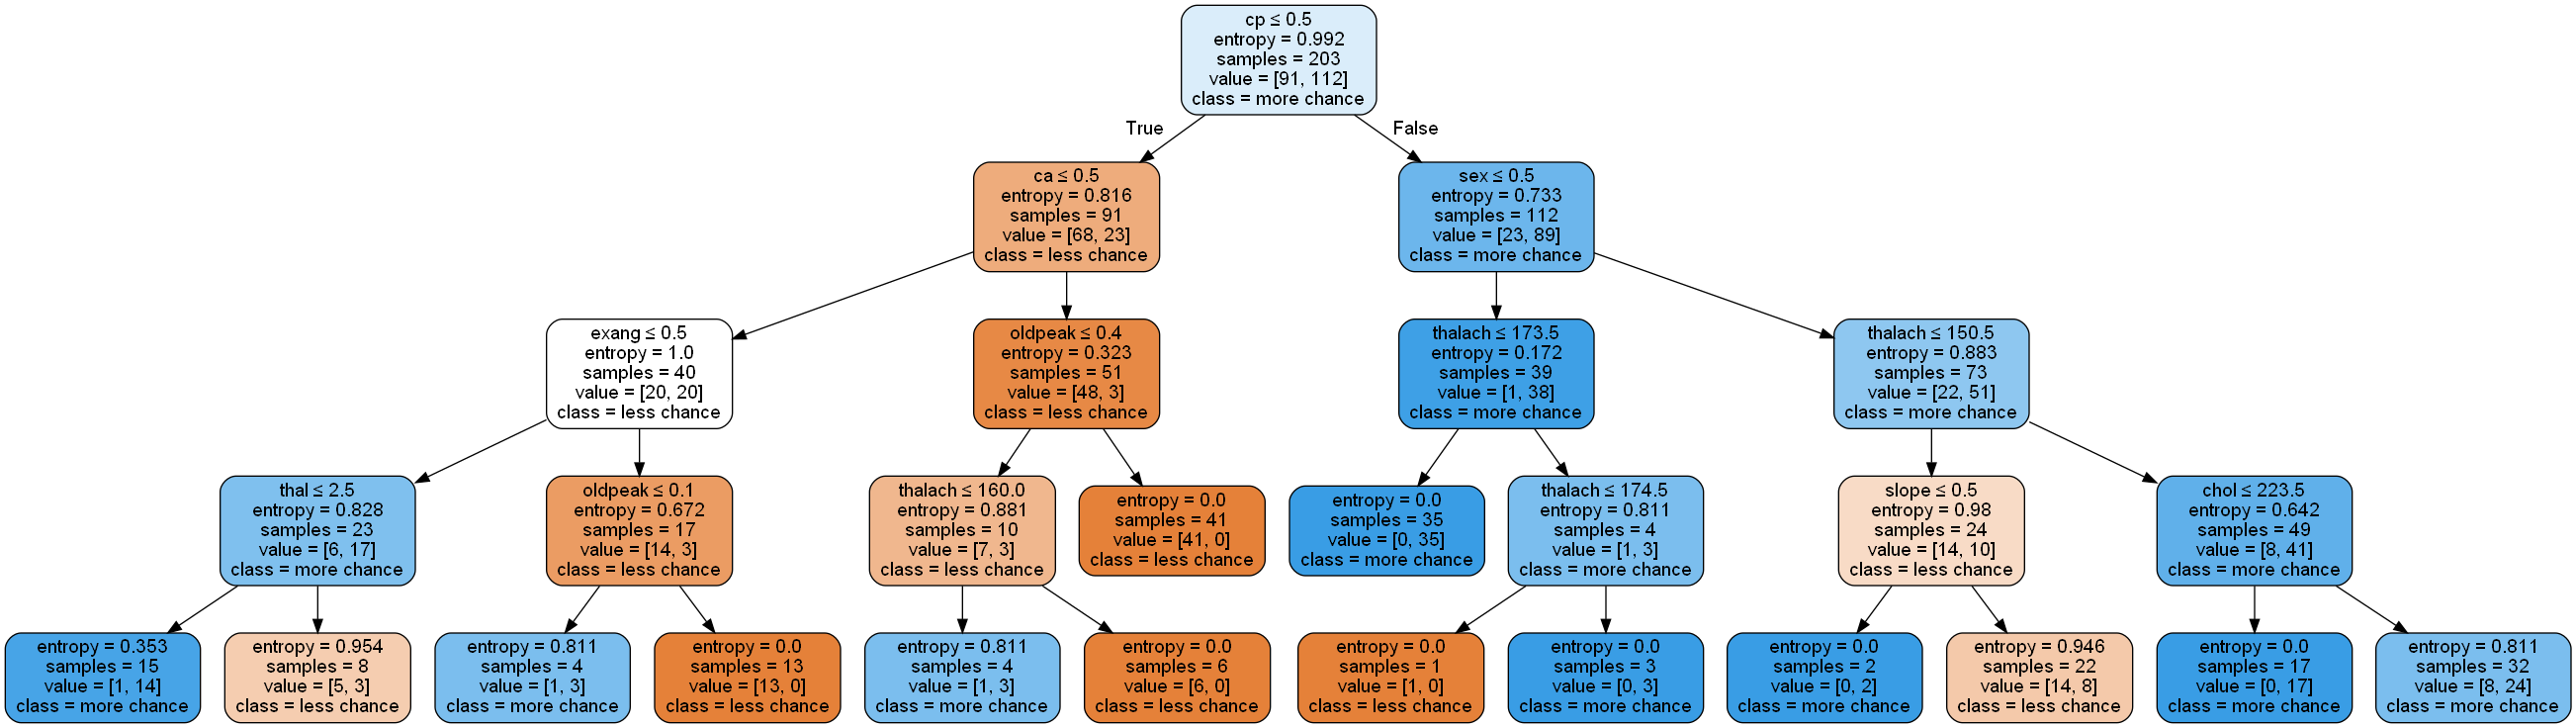 cp ≤ 0.5
entropy = 0.992
samples = 203
value = [91, 112]
class = more chance
True
False
ca ≤ 0.5
entropy = 0.816
samples = 91
value = [68, 23]
class = less chance
sex ≤ 0.5
entropy = 0.733
samples = 112
value = [23, 89]
class = more chance
exang ≤ 0.5
entropy = 1.0
samples = 40
value = [20, 20]
class = less chance
oldpeak ≤ 0.4
entropy = 0.323
samples = 51
value = [48, 3]
class = less chance
thalach ≤ 173.5
entropy = 0.172
samples = 39
value = [1, 38]
class = more chance
thalach ≤ 150.5
entropy = 0.883
samples = 73
value = [22, 51]
class = more chance
thal ≤ 2.5
entropy = 0.828
samples = 23
value = [6, 17]
class = more chance
oldpeak ≤ 0.1
entropy = 0.672
samples = 17
value = [14, 3]
class = less chance
thalach ≤ 160.0
entropy = 0.881
samples = 10
value = [7, 3]
class = less chance
entropy = 0.0
samples = 41
value = [41, 0]
class = less chance
entropy = 0.0
samples = 35
value = [0, 35]
class = more chance
thalach ≤ 174.5
entropy = 0.811
samples = 4
value = [1, 3]
class = more chance
slope ≤ 0.5
entropy = 0.98
samples = 24
value = [14, 10]
class = less chance
chol ≤ 223.5
entropy = 0.642
samples = 49
value = [8, 41]
class = more chance
entropy = 0.353
samples = 15
value = [1, 14]
class = more chance
entropy = 0.954
samples = 8
value = [5, 3]
class = less chance
entropy = 0.811
samples = 4
value = [1, 3]
class = more chance
entropy = 0.0
samples = 13
value = [13, 0]
class = less chance
entropy = 0.811
samples = 4
value = [1, 3]
class = more chance
entropy = 0.0
samples = 6
value = [6, 0]
class = less chance
entropy = 0.0
samples = 1
value = [1, 0]
class = less chance
entropy = 0.0
samples = 3
value = [0, 3]
class = more chance
entropy = 0.0
samples = 2
value = [0, 2]
class = more chance
entropy = 0.946
samples = 22
value = [14, 8]
class = less chance
entropy = 0.0
samples = 17
value = [0, 17]
class = more chance
entropy = 0.811
samples = 32
value = [8, 24]
class = more chance